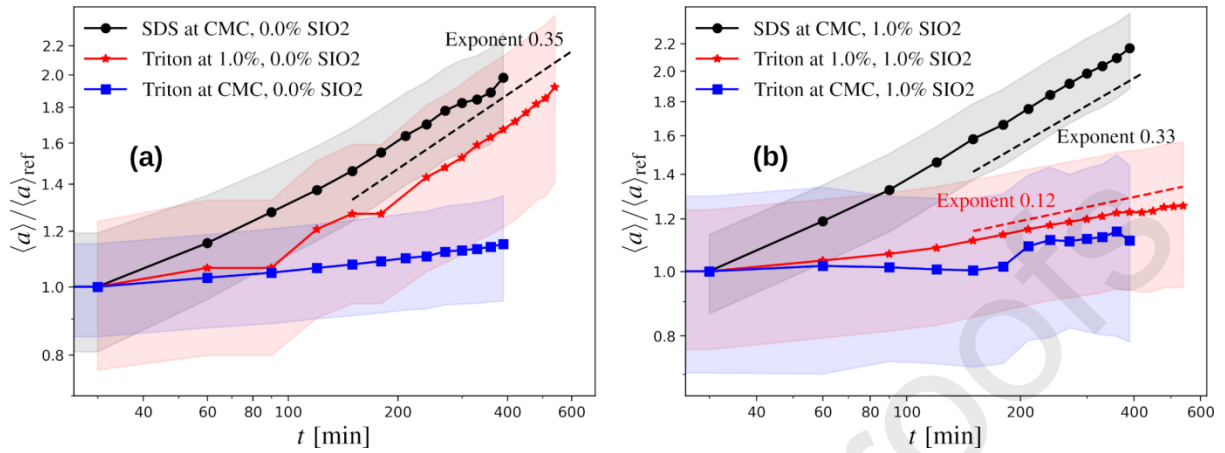 SDS at CMC, 0.0% SIO2
Triton at 1.0%, 0.0% SIO2
Triton at CMC, 0.0% SIO2
Exponent 0.35
(a)
2.2
2.0
1.8
1.6
1.4
1.2
1.0
0.8
⟨a⟩/⟨a⟩ref
40 60 80 100 200 400 600
t [min]
SDS at CMC, 1.0% SIO2
Triton at 1.0%, 1.0% SIO2
Triton at CMC, 1.0% SIO2
(b)
Exponent 0.33
Exponent 0.12
2.2
2.0
1.8
1.6
1.4
1.2
1.0
0.8
⟨a⟩/⟨a⟩ref
40 60 80 100 200 400 600
t [min]